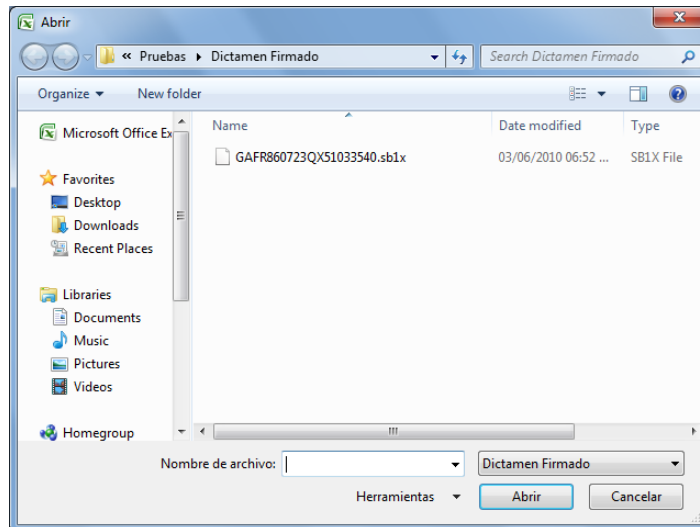 Abrir
« Pruebas ▸ Dictamen Firmado
Search Dictamen Firmado
Organize ▾ New folder
Name Date modified Type
Microsoft Office Ex
GAFR860723QX51033540.sb1x 03/06/2010 06:52 ... SB1X File
Favorites
Desktop
Downloads
Recent Places
Libraries
Documents
Music
Pictures
Videos
Homegroup
Nombre de archivo: Dictamen Firmado
Herramientas ▾ Abrir Cancelar